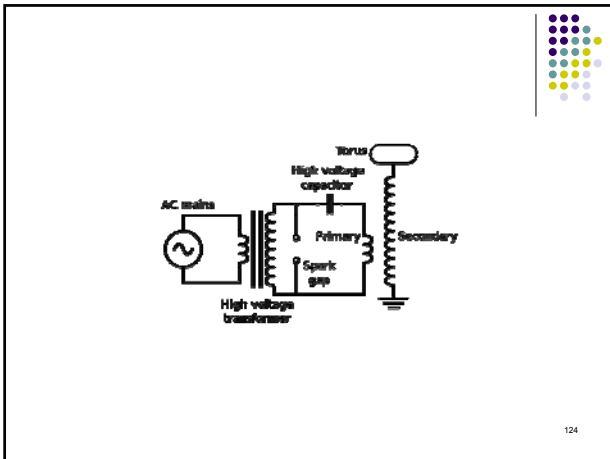 Torus
High voltage
capacitor
AC mains
Primary
Secondary
Spark
gap
High voltage
transformer
124